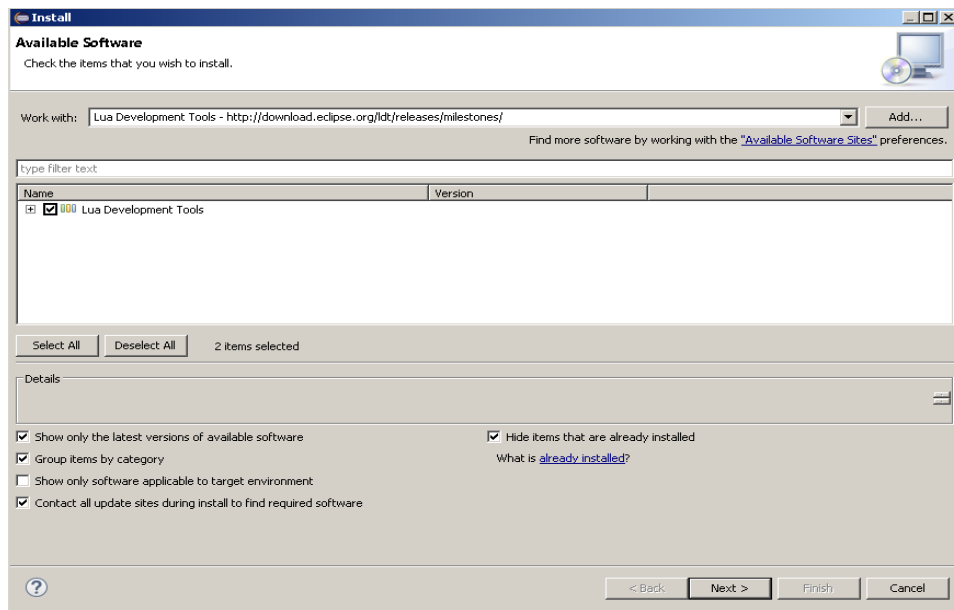 Install
Available Software
Check the items that you wish to install.
Work with: Lua Development Tools - http://download.eclipse.org/ldt/releases/milestones/ Add...
Find more software by working with the "Available Software Sites" preferences.
type filter text
Name Version
Lua Development Tools
Select All Deselect All 2 items selected
Details
Show only the latest versions of available software Hide items that are already installed
Group items by category What is already installed?
Show only software applicable to target environment
Contact all update sites during install to find required software
? < Back Next > Finish Cancel